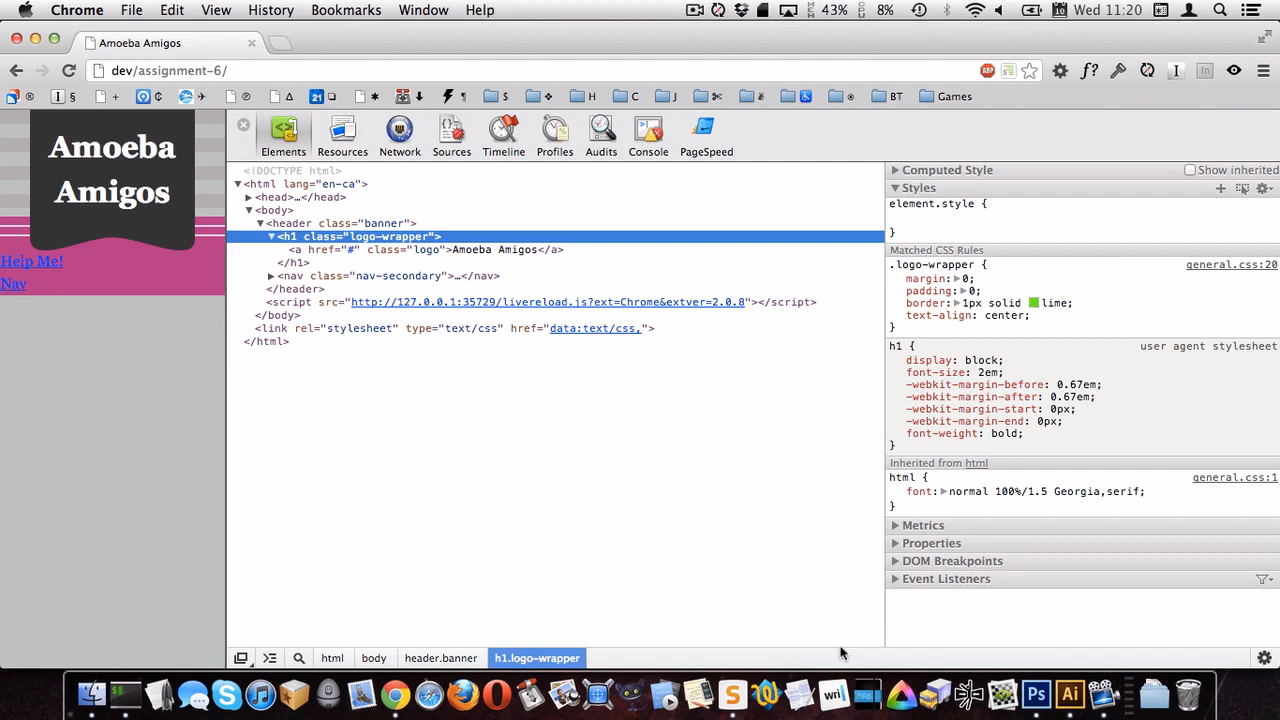 Chrome File Edit View History Bookmarks Window Help 43% 8% Wed 11:20
Amoeba Amigos
dev/assignment-6/
$ H C J BT Games
Amoeba
Amigos
Help Me!
Nav
Elements Resources Network Sources Timeline Profiles Audits Console PageSpeed
<!DOCTYPE html>
<html lang="en-ca">
<head>…</head>
<body>
<header class="banner">
<h1 class="logo-wrapper">
<a href="#" class="logo">Amoeba Amigos</a>
</h1>
<nav class="nav-secondary">…</nav>
</header>
<script src="http://127.0.0.1:35729/livereload.js?ext=Chrome&extver=2.0.8"></script>
</body>
<link rel="stylesheet" type="text/css" href="data:text/css,">
</html>
Computed Style Show inherited
Styles
element.style {
}
Matched CSS Rules
.logo-wrapper { general.css:20
margin: 0;
padding: 0;
border: 1px solid lime;
text-align: center;
}
h1 { user agent stylesheet
display: block;
font-size: 2em;
-webkit-margin-before: 0.67em;
-webkit-margin-after: 0.67em;
-webkit-margin-start: 0px;
-webkit-margin-end: 0px;
font-weight: bold;
}
Inherited from html
html { general.css:1
font: normal 100%/1.5 Georgia,serif;
}
Metrics
Properties
DOM Breakpoints
Event Listeners
html body header.banner h1.logo-wrapper